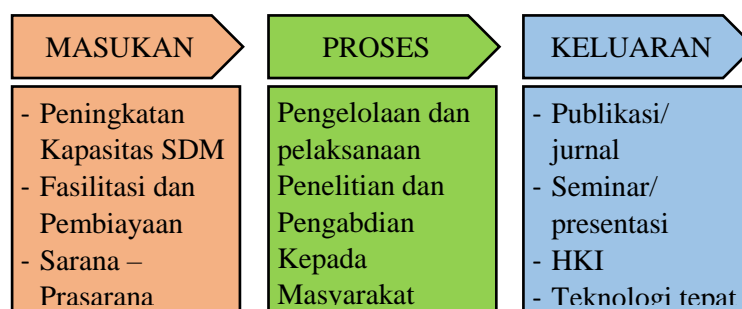 MASUKAN
- Peningkatan
Kapasitas SDM
- Fasilitasi dan
Pembiayaan
- Sarana –
Prasarana
PROSES
Pengelolaan dan
pelaksanaan
Penelitian dan
Pengabdian
Kepada
Masyarakat
KELUARAN
- Publikasi/
jurnal
- Seminar/
presentasi
- HKI
- Teknologi tepat